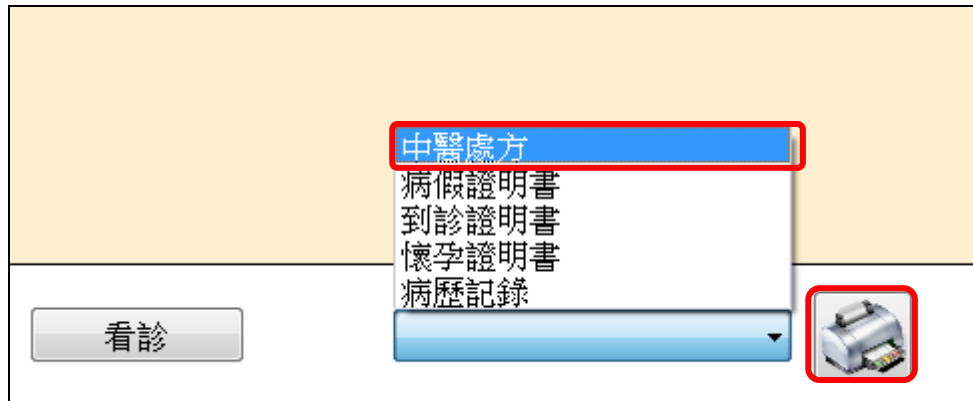 中醫處方
病假證明書
到診證明書
懷孕證明書
病歷記錄
看診